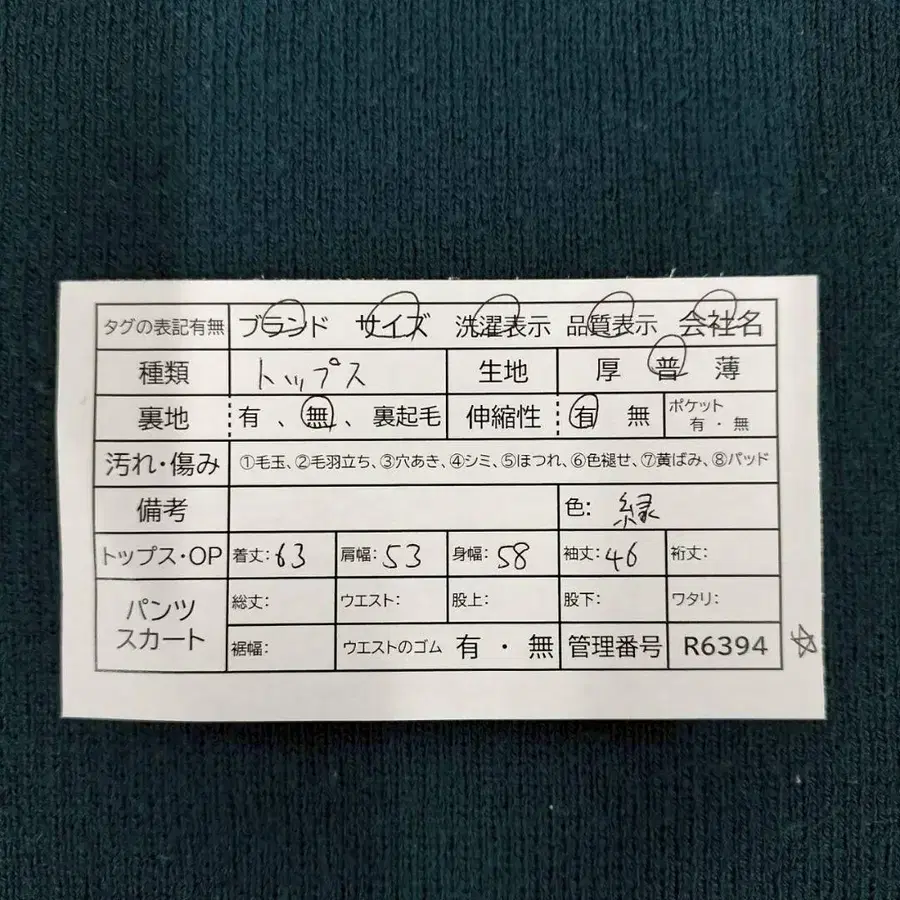 タグの表記有無 ブランド サイズ 洗濯表示 品質表示 会社名
種類 トップス 生地 厚 普 薄
裏地 有 、 無 、 裏起毛 伸縮性 有 無 ポケット 有 ・ 無
汚れ・傷み ①毛玉、②毛羽立ち、③穴あき、④シミ、⑤ほつれ、⑥色褪せ、⑦黄ばみ、⑧パッド
備考 色: 緑
トップス・OP 着丈: 63 肩幅: 53 身幅: 58 袖丈: 46 裄丈:
パンツ スカート 総丈: ウエスト: 股上: 股下: ワタリ:
裾幅: ウエストのゴム 有 ・ 無 管理番号 R6394 ☆